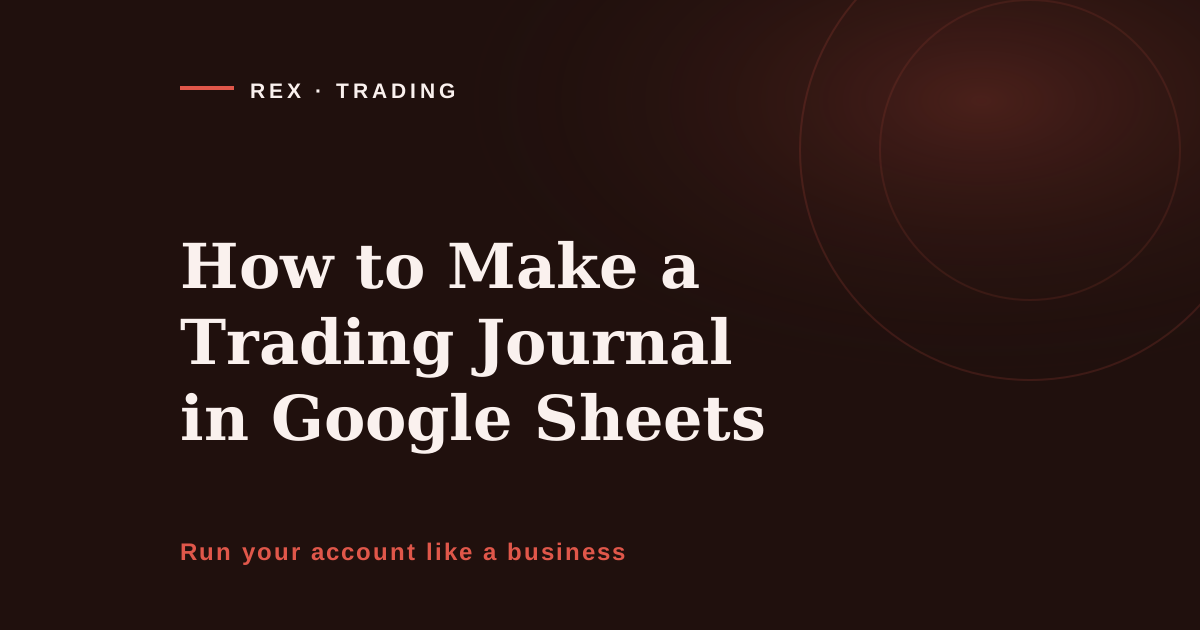 REX · TRADING
How to Make a
Trading Journal
in Google Sheets
Run your account like a business